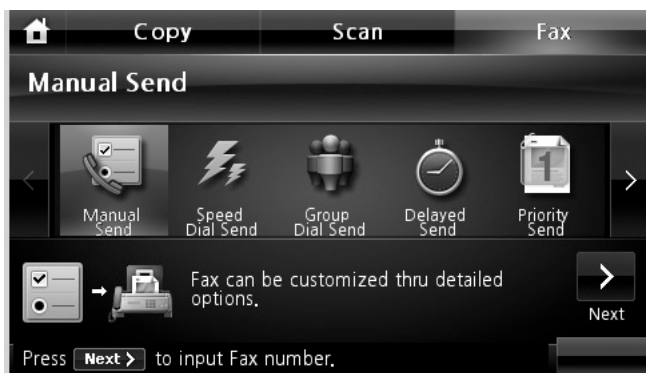 Copy Scan Fax
Manual Send
Manual Speed Group Delayed 1 Priority
Send Dial Send Dial Send Send Send
Fax can be customized thru detailed
options.
Next
Press Next > to input Fax number.